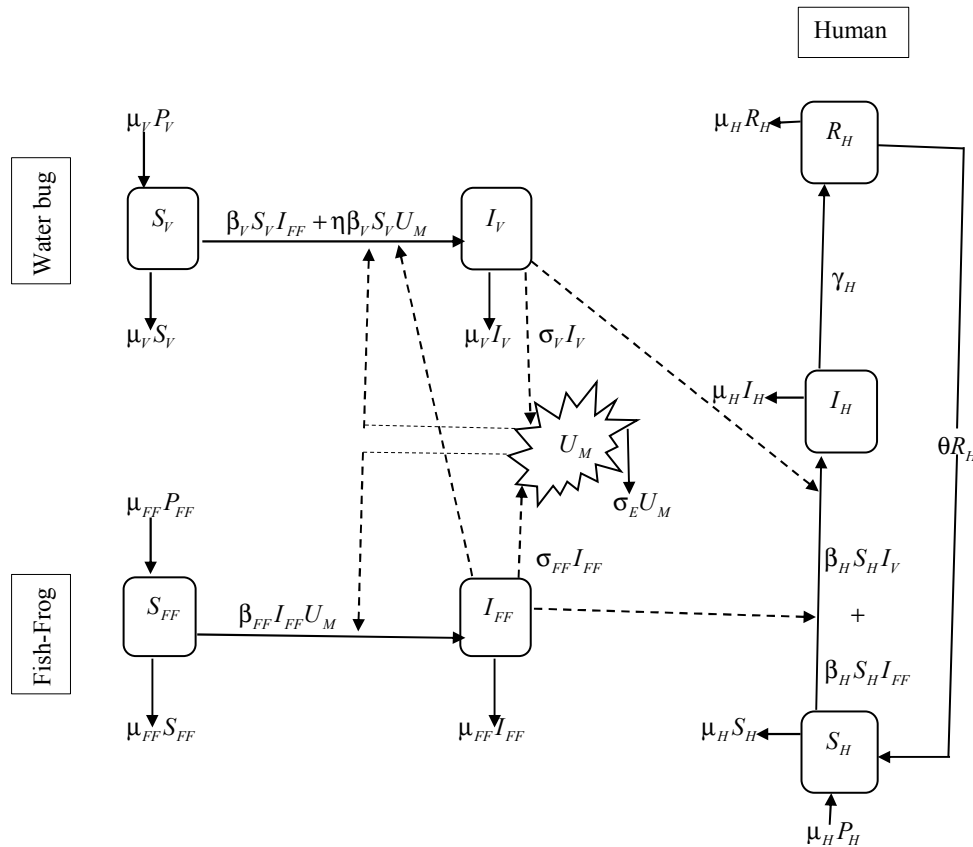 Human
Water bug
Fish-Frog
μ_V P_V
S_V
β_V S_V I_FF + ηβ_V S_V U_M
I_V
μ_V S_V
μ_V I_V
σ_V I_V
U_M
σ_E U_M
μ_FF P_FF
S_FF
β_FF I_FF U_M
I_FF
σ_FF I_FF
μ_FF S_FF
μ_FF I_FF
μ_H R_H
R_H
γ_H
μ_H I_H
I_H
θR_H
β_H S_H I_V
+
β_H S_H I_FF
μ_H S_H
S_H
μ_H P_H